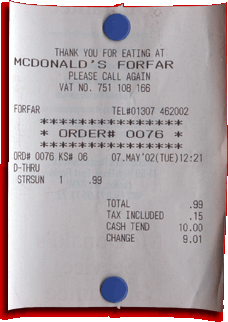 THANK YOU FOR EATING AT
MCDONALD'S FORFAR
PLEASE CALL AGAIN
VAT NO. 751 108 166
FORFAR TEL#01307 462002
*****************
* ORDER# 0076 *
*****************
ORD# 0076 KS# 06 07.MAY'02(TUE)12:21
D-THRU
STRSUN 1 .99
TOTAL .99
TAX INCLUDED .15
CASH TEND 10.00
CHANGE 9.01